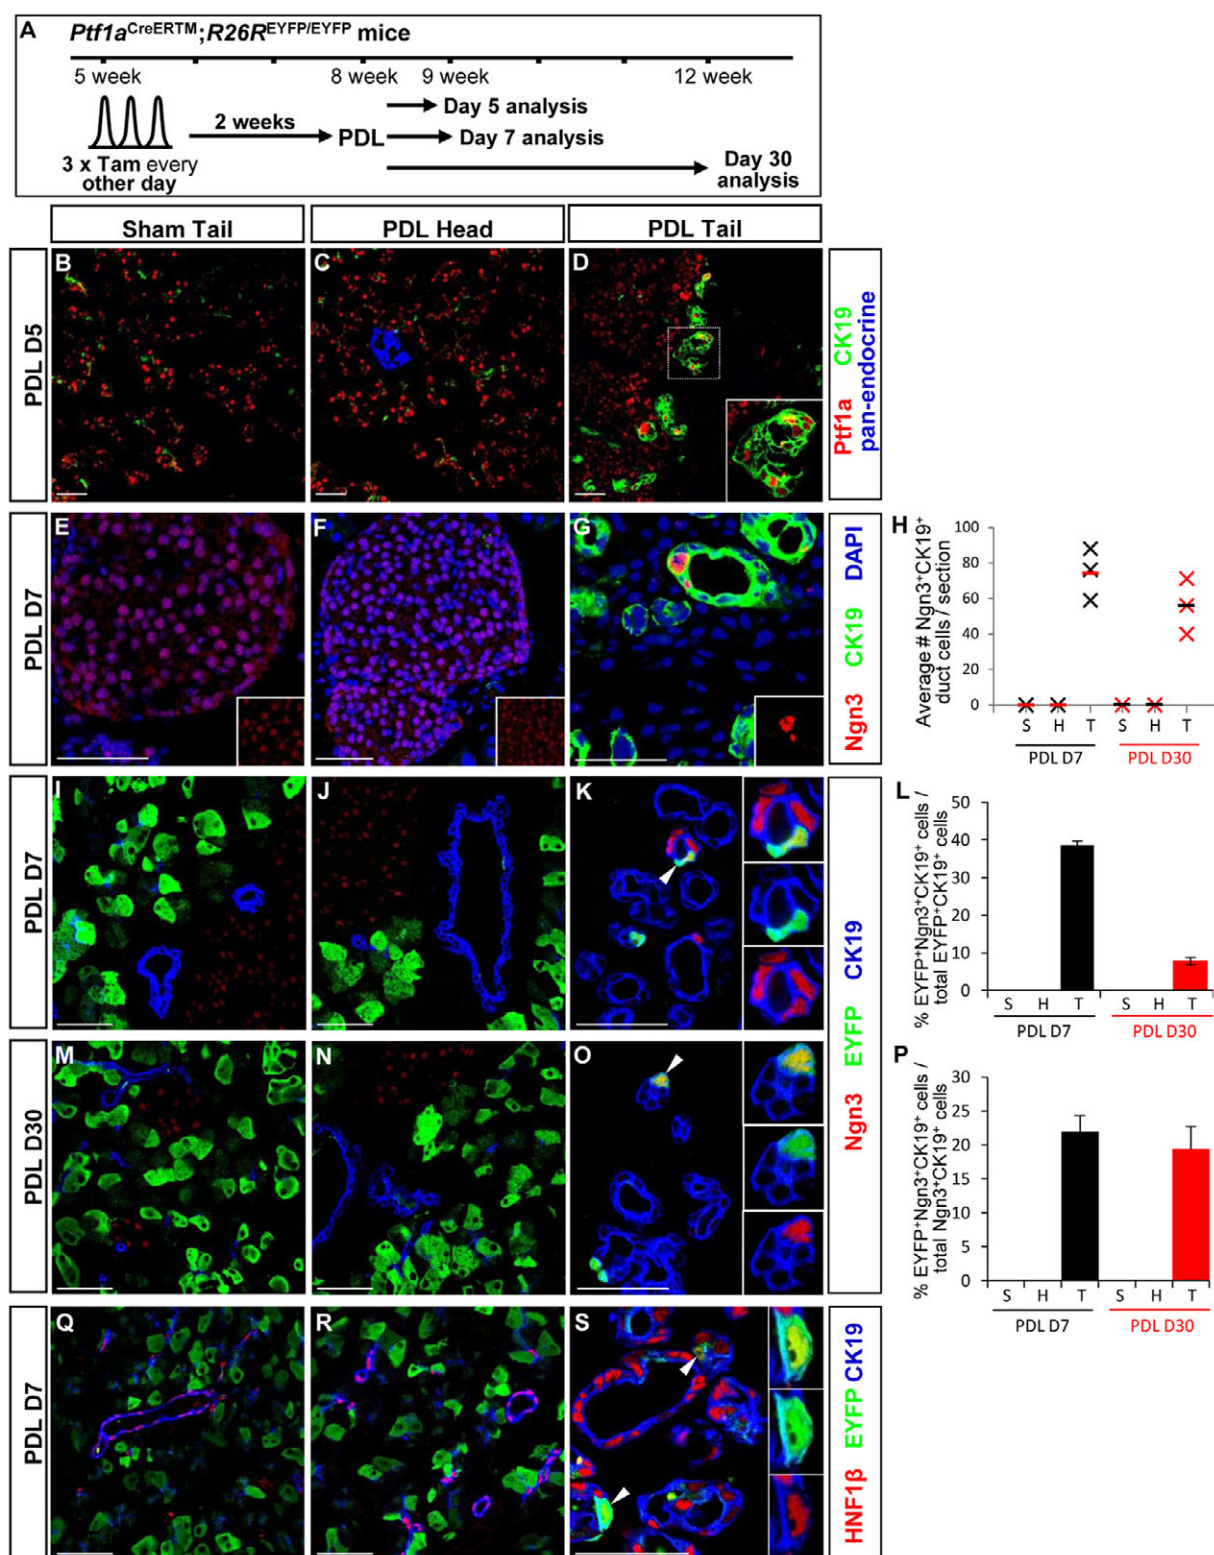 A
Ptf1aCreERTM;R26REYFP/EYFP mice
5 week
8 week
9 week
12 week
3 x Tam every
other day
2 weeks
PDL
Day 5 analysis
Day 7 analysis
Day 30
analysis
Sham Tail
PDL Head
PDL Tail
PDL D5
B
C
D
Ptf1a CK19
pan-endocrine
PDL D7
E
F
G
Ngn3 CK19 DAPI
H
Average # Ngn3+CK19+
duct cells / section
100
80
60
40
20
0
S H T S H T
PDL D7 PDL D30
PDL D7
I
J
K
L
% EYFP+Ngn3+CK19+ cells /
total EYFP+CK19+ cells
50
40
30
20
10
0
S H T S H T
PDL D7 PDL D30
Ngn3 EYFP CK19
PDL D30
M
N
O
P
% EYFP+Ngn3+CK19+ cells /
total Ngn3+CK19+ cells
30
25
20
15
10
5
0
S H T S H T
PDL D7 PDL D30
PDL D7
Q
R
S
HNF1β EYFP CK19